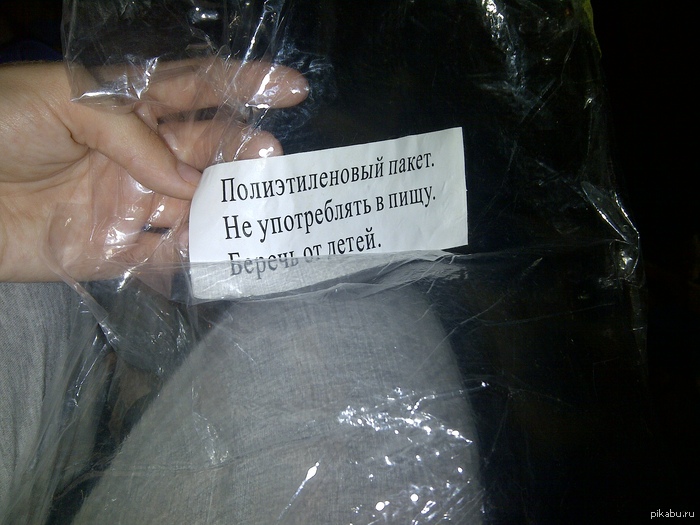 Полиэтиленовый пакет.
Не употреблять в пищу.
Беречь от детей.
pikabu.ru